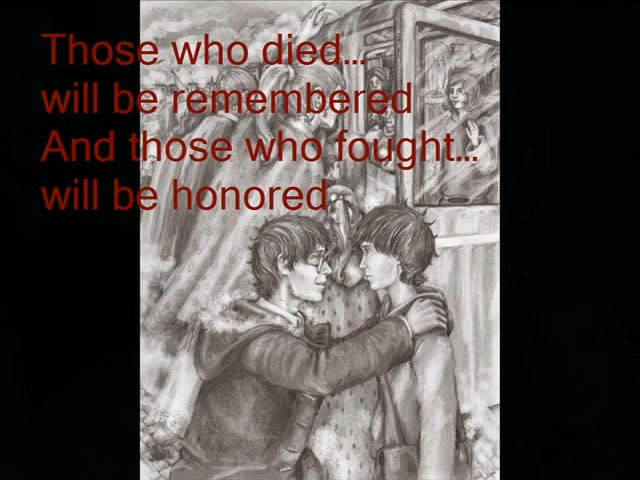 Those who died...
will be remembered
And those who fought...
will be honored